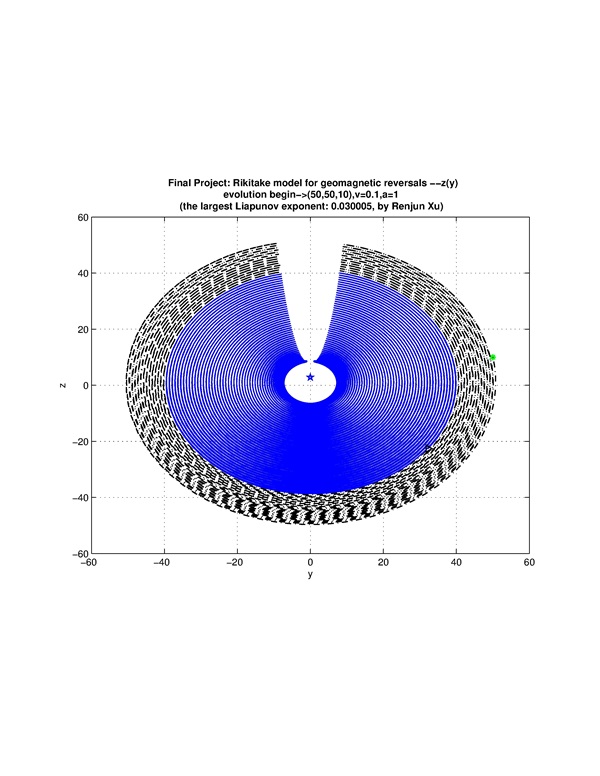 Final Project: Rikitake model for geomagnetic reversals −−z(y)
evolution begin−>(50,50,10),v=0.1,a=1
(the largest Liapunov exponent: 0.030005, by Renjun Xu)
60
40
20
0
−20
−40
−60
z
−60
−40
−20
0
20
40
60
y